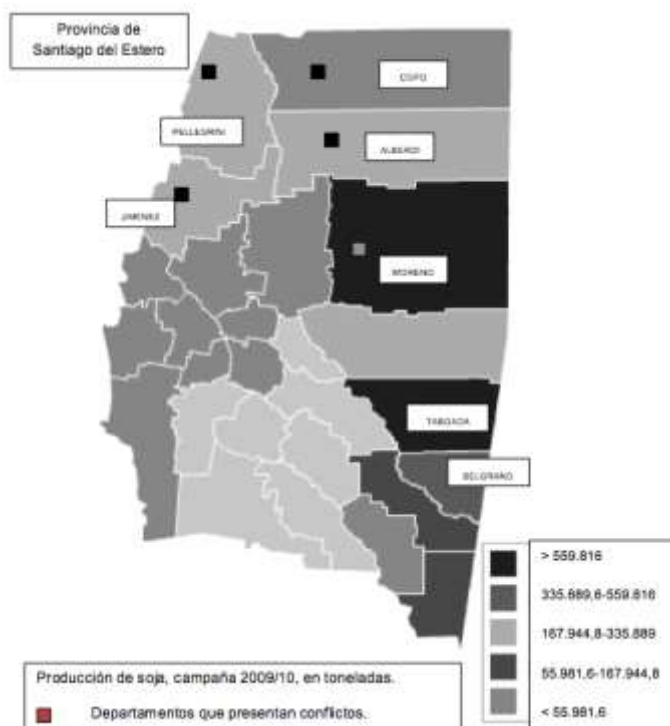 Provincia de
Santiago del Estero
COPO
PELLEGRINI
ALBERDI
JIMENEZ
MORENO
TABOADA
BELGRANO
> 559.816
335.889,6-559.816
167.944,8-335.889
55.981,6-167.944,8
< 55.981,6
Producción de soja, campaña 2009/10, en toneladas.
Departamentos que presentan conflictos.